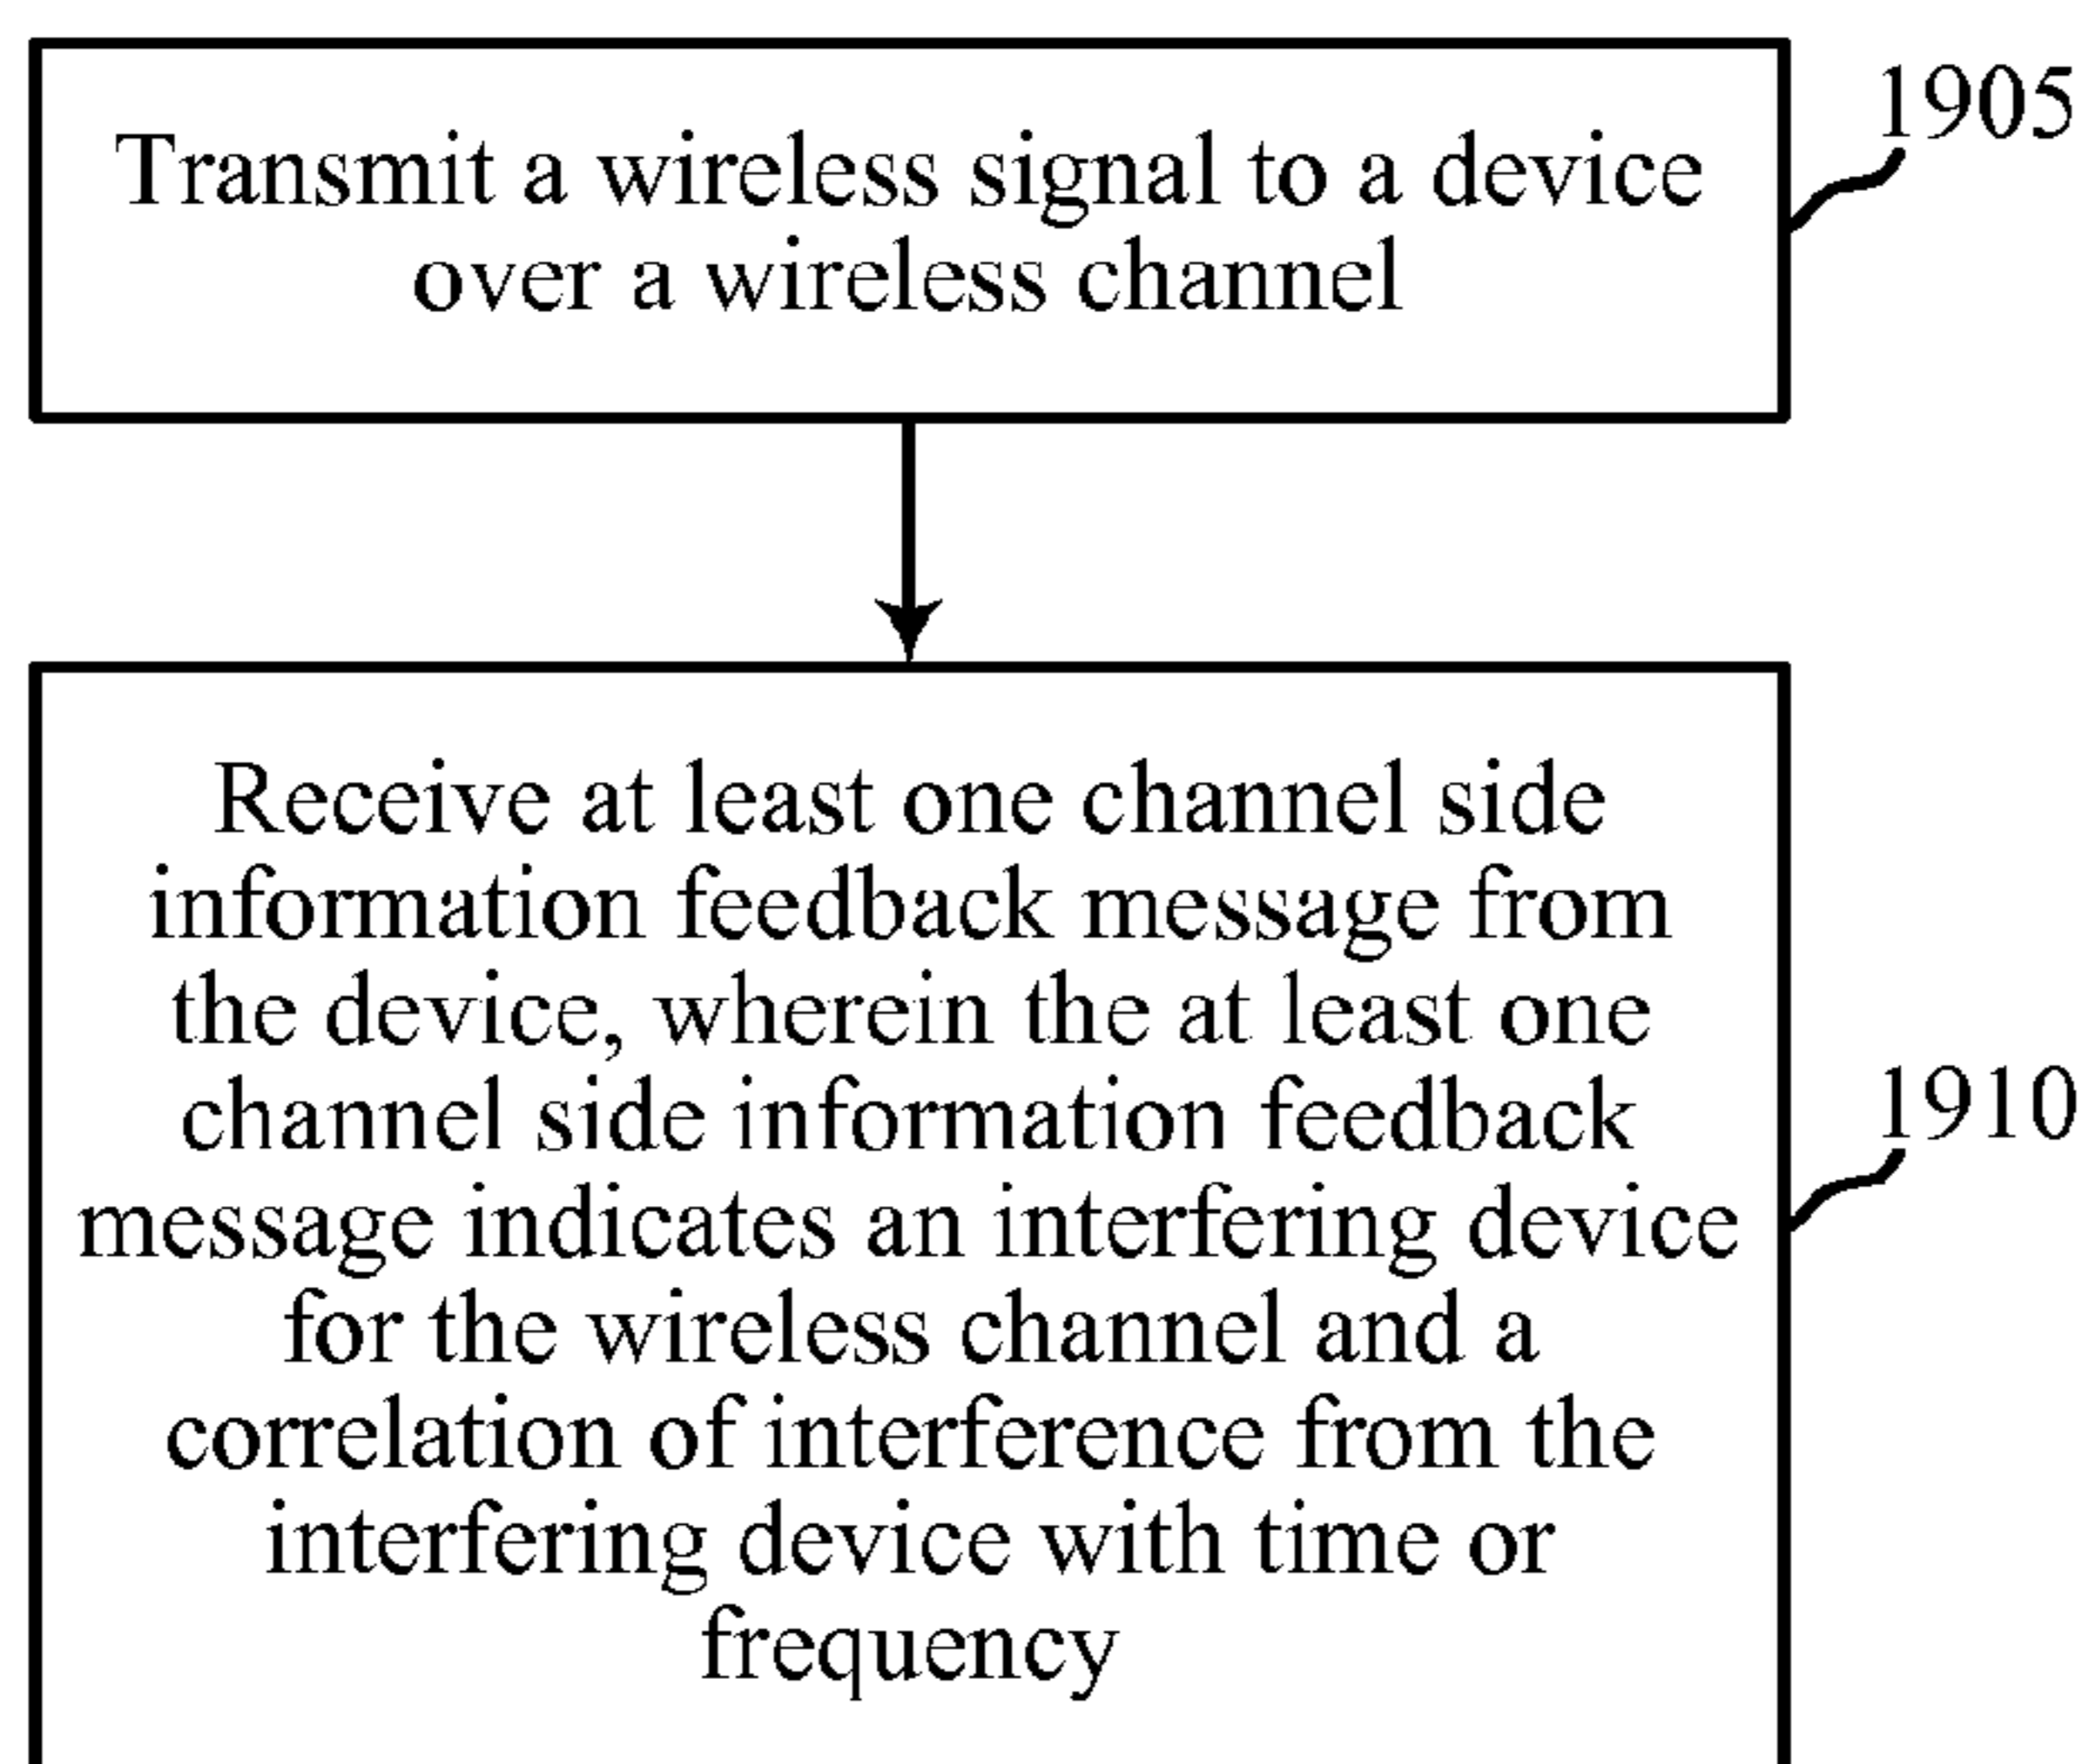 Transmit a wireless signal to a device
over a wireless channel
1905
Receive at least one channel side
information feedback message from
the device, wherein the at least one
channel side information feedback
message indicates an interfering device
for the wireless channel and a
correlation of interference from the
interfering device with time or
frequency
1910